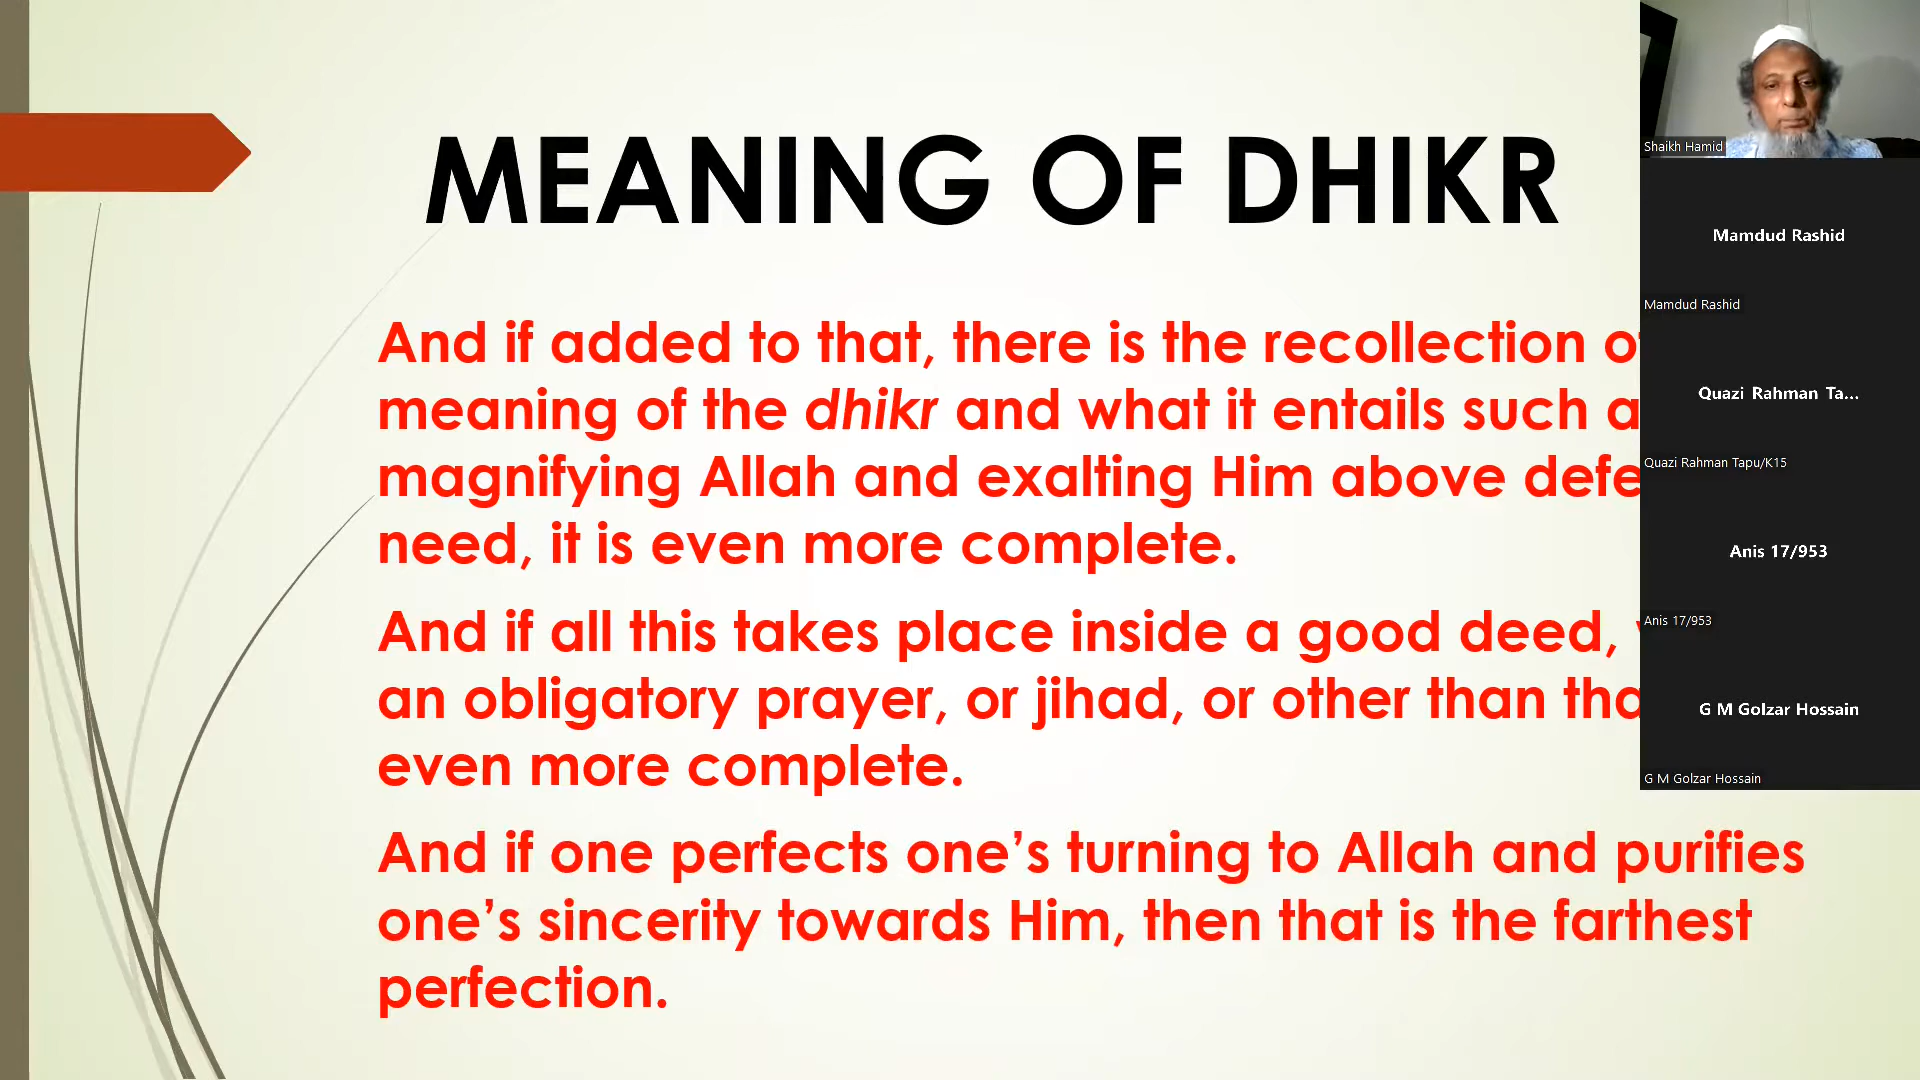 MEANING OF DHIKR
And if added to that, there is the recollection
meaning of the dhikr and what it entails such
magnifying Allah and exalting Him above
need, it is even more complete.
And if all this takes place inside a good deed,
an obligatory prayer, or jihad, or other than
even more complete.
And if one perfects one’s turning to Allah and purifies
one’s sincerity towards Him, then that is the farthest
perfection.
Shaikh Hamid
Mamdud Rashid
Mamdud Rashid
Quazi Rahman Ta...
Quazi Rahman Tapu/K15
Anis 17/953
Anis 17/953
G M Golzar Hossain
G M Golzar Hossain